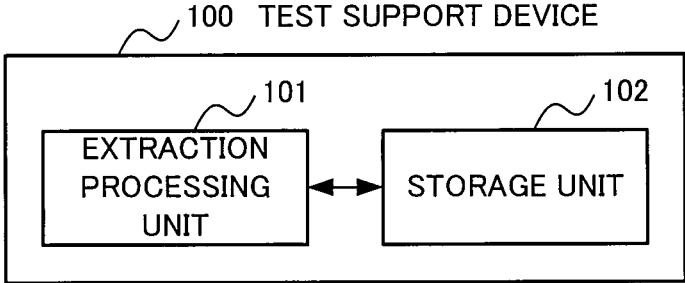 100 TEST SUPPORT DEVICE
101
102
EXTRACTION
PROCESSING
UNIT
STORAGE UNIT